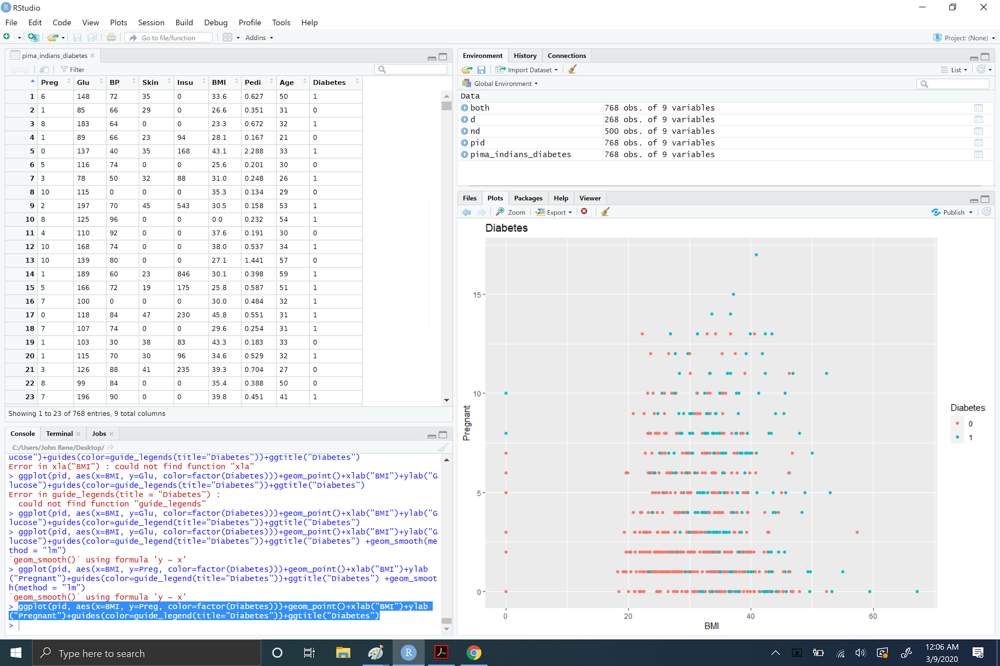 RStudio
File Edit Code View Plots Session Build Debug Profile Tools Help
Go to file/function Addins Project: (None)
pima_indians_diabetes
Filter
Preg Glu BP Skin Insu BMI Pedi Age Diabetes
1 6 148 72 35 0 33.6 0.627 50 1
2 1 85 66 29 0 26.6 0.351 31 0
3 8 183 64 0 0 23.3 0.672 32 1
4 1 89 66 23 94 28.1 0.167 21 0
5 0 137 40 35 168 43.1 2.288 33 1
6 5 116 74 0 0 25.6 0.201 30 0
7 3 78 50 32 88 31.0 0.248 26 1
8 10 115 0 0 0 35.3 0.134 29 0
9 2 197 70 45 543 30.5 0.158 53 1
10 8 125 96 0 0 0.0 0.232 54 1
11 4 110 92 0 0 37.6 0.191 30 0
12 10 168 74 0 0 38.0 0.537 34 1
13 10 139 80 0 0 27.1 1.441 57 0
14 1 189 60 23 846 30.1 0.398 59 1
15 5 166 72 19 175 25.8 0.587 51 1
16 7 100 0 0 0 30.0 0.484 32 1
17 0 118 84 47 230 45.8 0.551 31 1
18 7 107 74 0 0 29.6 0.254 31 1
19 1 103 30 38 83 43.3 0.183 33 0
20 1 115 70 30 96 34.6 0.529 32 1
21 3 126 88 41 235 39.3 0.704 27 0
22 8 99 84 0 0 35.4 0.388 50 0
23 7 196 90 0 0 39.8 0.451 41 1
Showing 1 to 23 of 768 entries, 9 total columns
Console Terminal Jobs
C:/Users/John Rene/Desktop/
ucose")+guides(color=guide_legends(title="Diabetes"))+ggtitle("Diabetes")
Error in xla("BMI") : could not find function "xla"
> ggplot(pid, aes(x=BMI, y=Glu, color=factor(Diabetes)))+geom_point()+xlab("BMI")+ylab("G
lucose")+guides(color=guide_legends(title="Diabetes"))+ggtitle("Diabetes")
Error in guide_legends(title = "Diabetes") :
could not find function "guide_legends"
> ggplot(pid, aes(x=BMI, y=Glu, color=factor(Diabetes)))+geom_point()+xlab("BMI")+ylab("G
lucose")+guides(color=guide_legend(title="Diabetes"))+ggtitle("Diabetes")
> ggplot(pid, aes(x=BMI, y=Glu, color=factor(Diabetes)))+geom_point()+xlab("BMI")+ylab("G
lucose")+guides(color=guide_legend(title="Diabetes"))+ggtitle("Diabetes") +geom_smooth(me
thod = "lm")
`geom_smooth()` using formula 'y ~ x'
> ggplot(pid, aes(x=BMI, y=Preg, color=factor(Diabetes)))+geom_point()+xlab("BMI")+ylab
("Pregnant")+guides(color=guide_legend(title="Diabetes"))+ggtitle("Diabetes") +geom_smoot
h(method = "lm")
`geom_smooth()` using formula 'y ~ x'
> ggplot(pid, aes(x=BMI, y=Preg, color=factor(Diabetes)))+geom_point()+xlab("BMI")+ylab
("Pregnant")+guides(color=guide_legend(title="Diabetes"))+ggtitle("Diabetes")
>
Environment History Connections
Import Dataset List
Global Environment
Data
both 768 obs. of 9 variables
d 268 obs. of 9 variables
nd 500 obs. of 9 variables
pid 768 obs. of 9 variables
pima_indians_diabetes 768 obs. of 9 variables
Files Plots Packages Help Viewer
Zoom Export Publish
Diabetes
15
10
5
0
Pregnant
0 20 40 60
BMI
Diabetes
0
1
Type here to search
12:06 AM
3/9/2020